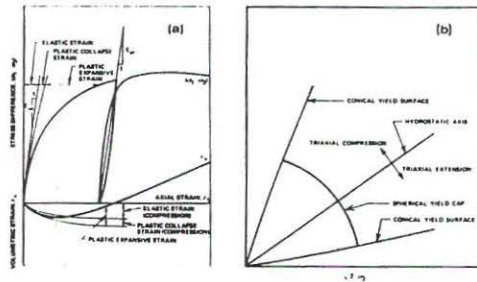 (a)
ELASTIC STRAIN
PLASTIC COLLAPSE
STRAIN
PLASTIC
EXPANSIVE
STRAIN
STRESS DIFFERENCE
AXIAL STRAIN,
ELASTIC STRAIN
(COMPRESSION)
PLASTIC COLLAPSE
STRAIN (COMPRESSION)
PLASTIC EXPANSIVE STRAIN
VOLUMETRIC STRAIN
(b)
CONICAL YIELD SURFACE
HYDROSTATIC AXIS
TRIAXIAL COMPRESSION
TRIAXIAL EXTENSION
SPHERICAL YIELD CAP
CONICAL YIELD SURFACE